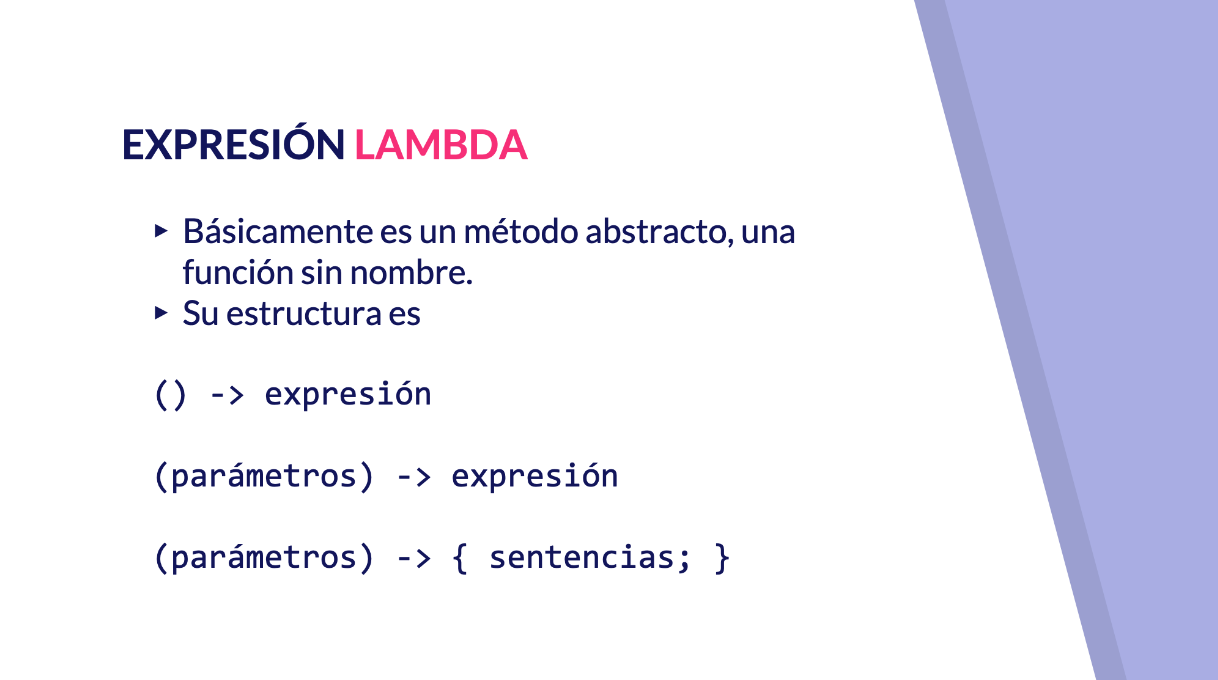 EXPRESIÓN LAMBDA
▸ Básicamente es un método abstracto, una
función sin nombre.
▸ Su estructura es
() -> expresión
(parámetros) -> expresión
(parámetros) -> { sentencias; }